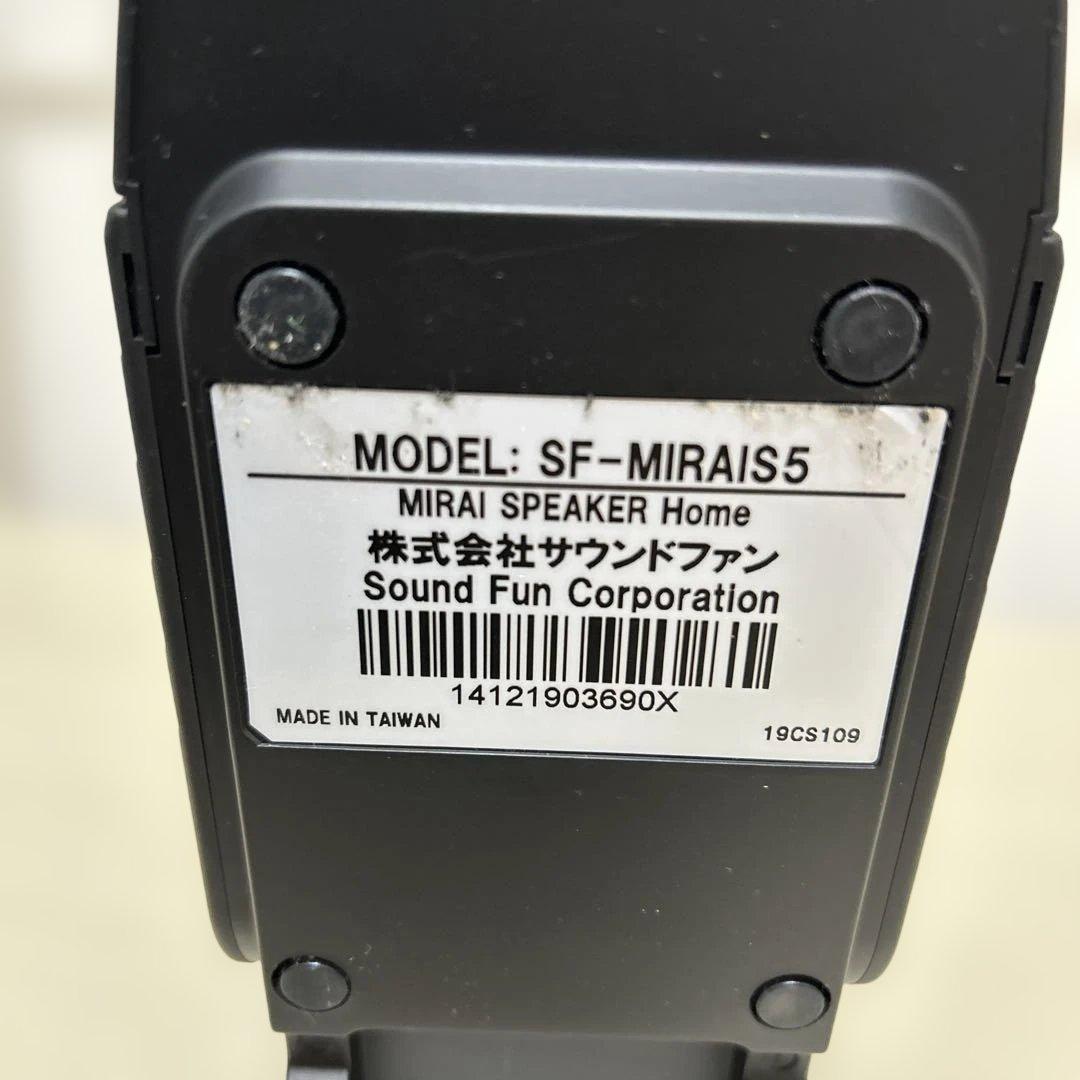 MODEL: SF-MIRAIS5
MIRAI SPEAKER Home
株式会社サウンドファン
Sound Fun Corporation
14121903690X
MADE IN TAIWAN
19CS109